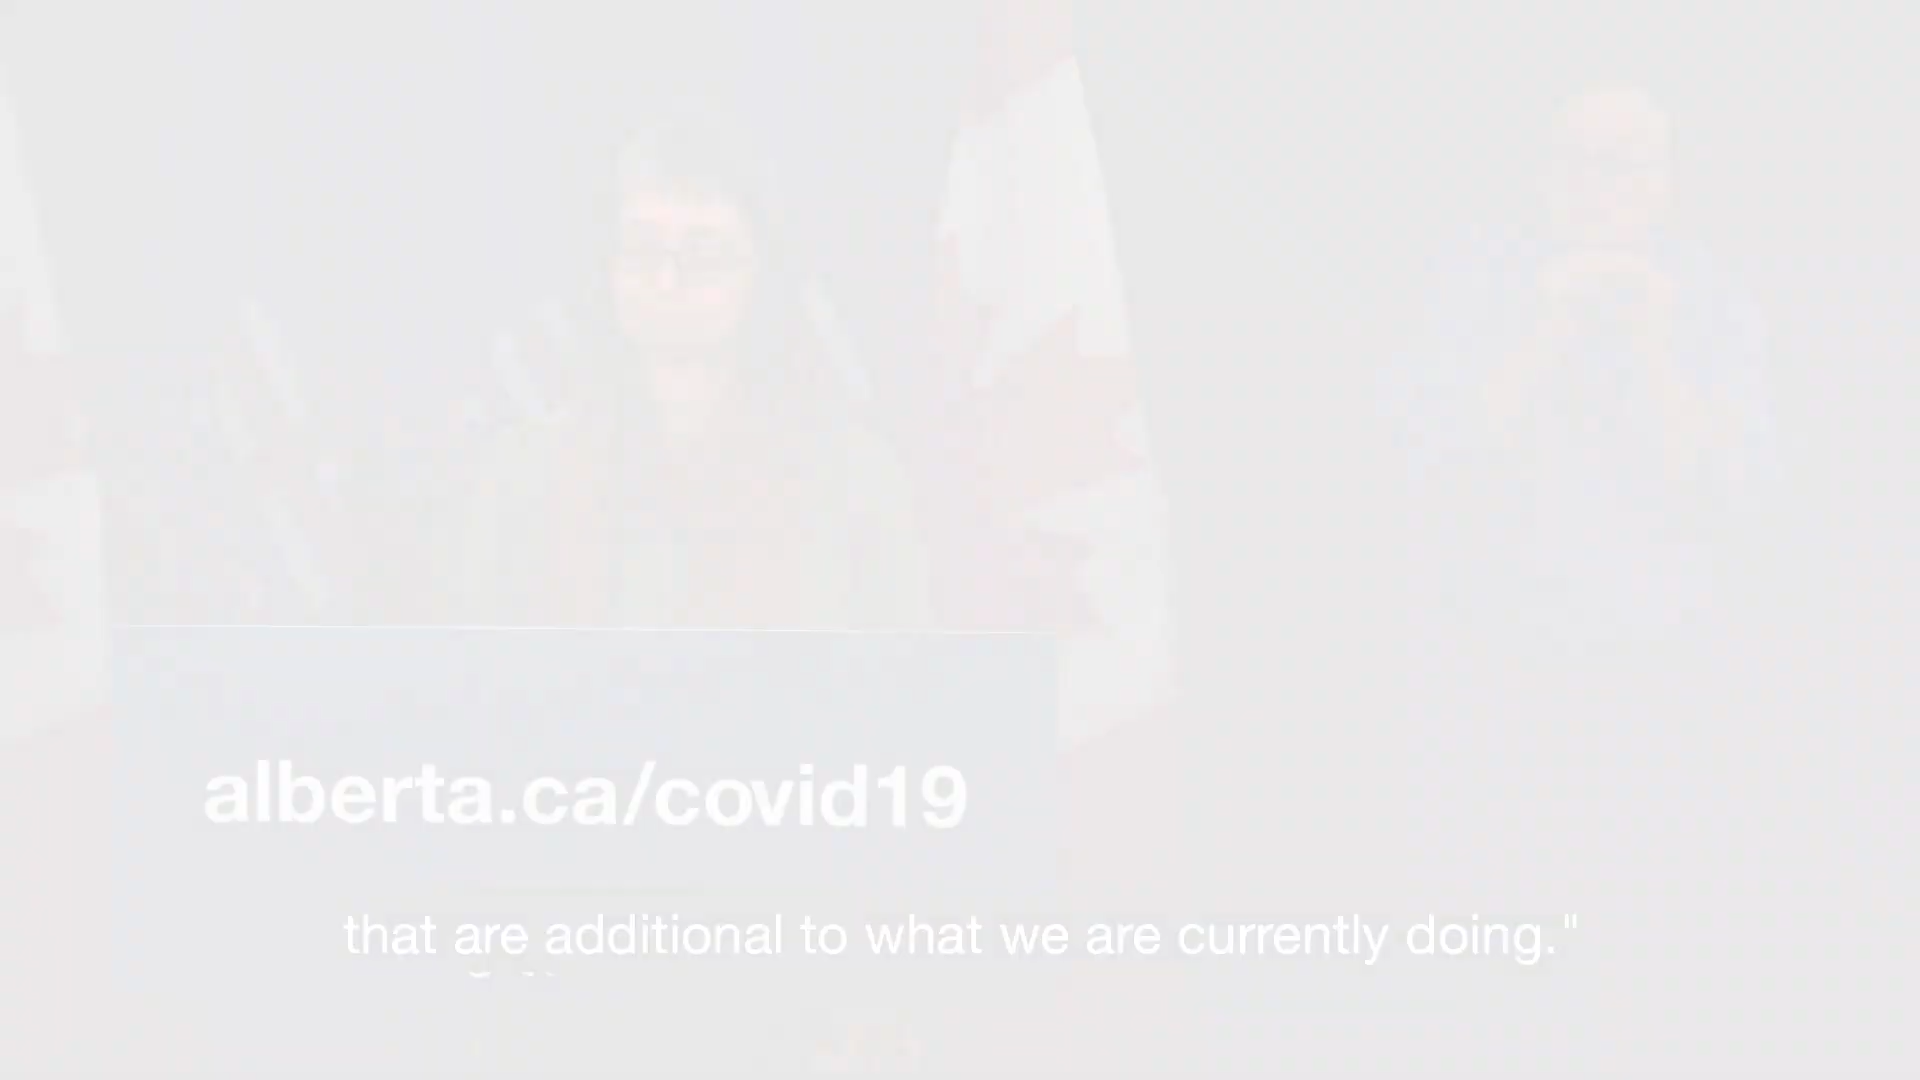 alberta.ca/covid19
that are additional to what we are currently doing."